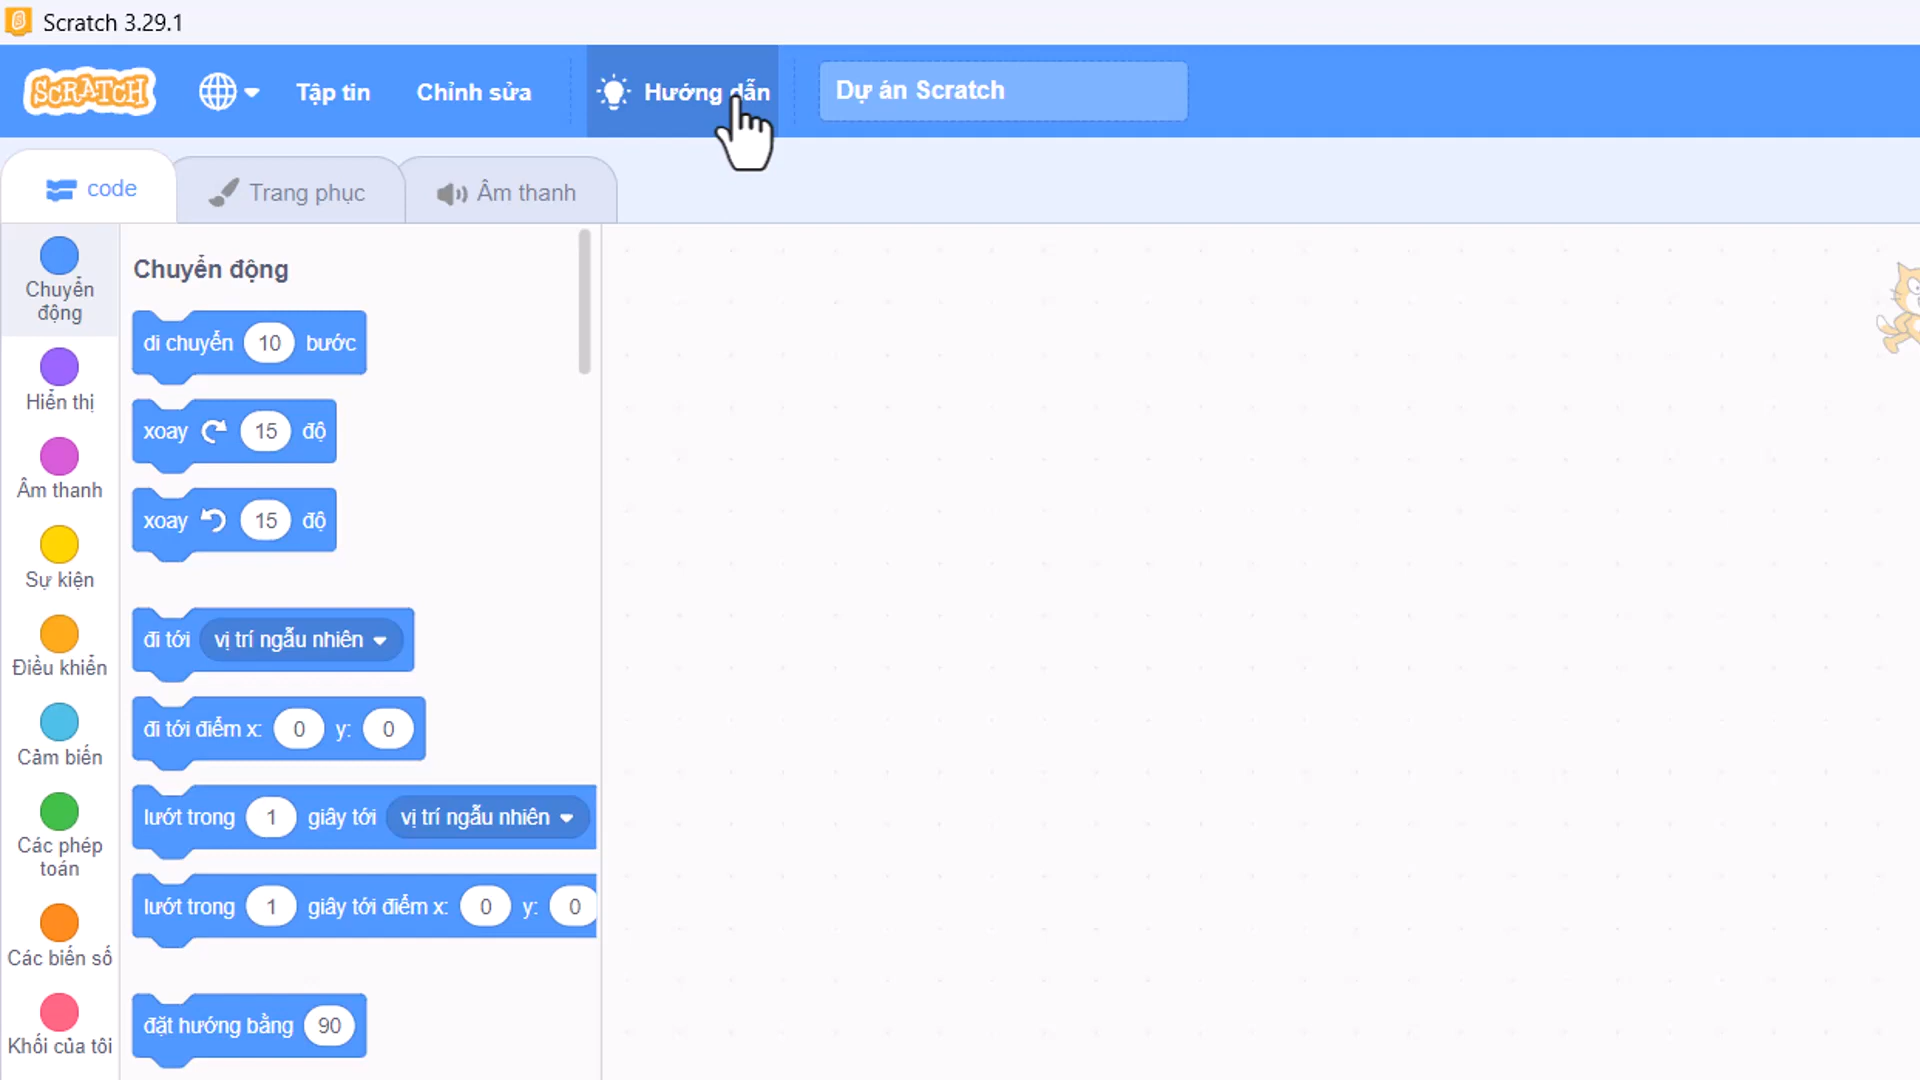 Scratch 3.29.1
SCRATCH
Tập tin
Chỉnh sửa
Hướng dẫn
Dự án Scratch
code
Trang phục
Âm thanh
Chuyển
động
Hiển thị
Âm thanh
Sự kiện
Điều khiển
Cảm biến
Các phép
toán
Các biến số
Khối của tôi
Chuyển động
di chuyển 10 bước
xoay 15 độ
xoay 15 độ
đi tới vị trí ngẫu nhiên
đi tới điểm x: 0 y: 0
lướt trong 1 giây tới vị trí ngẫu nhiên
lướt trong 1 giây tới điểm x: 0 y: 0
đặt hướng bằng 90